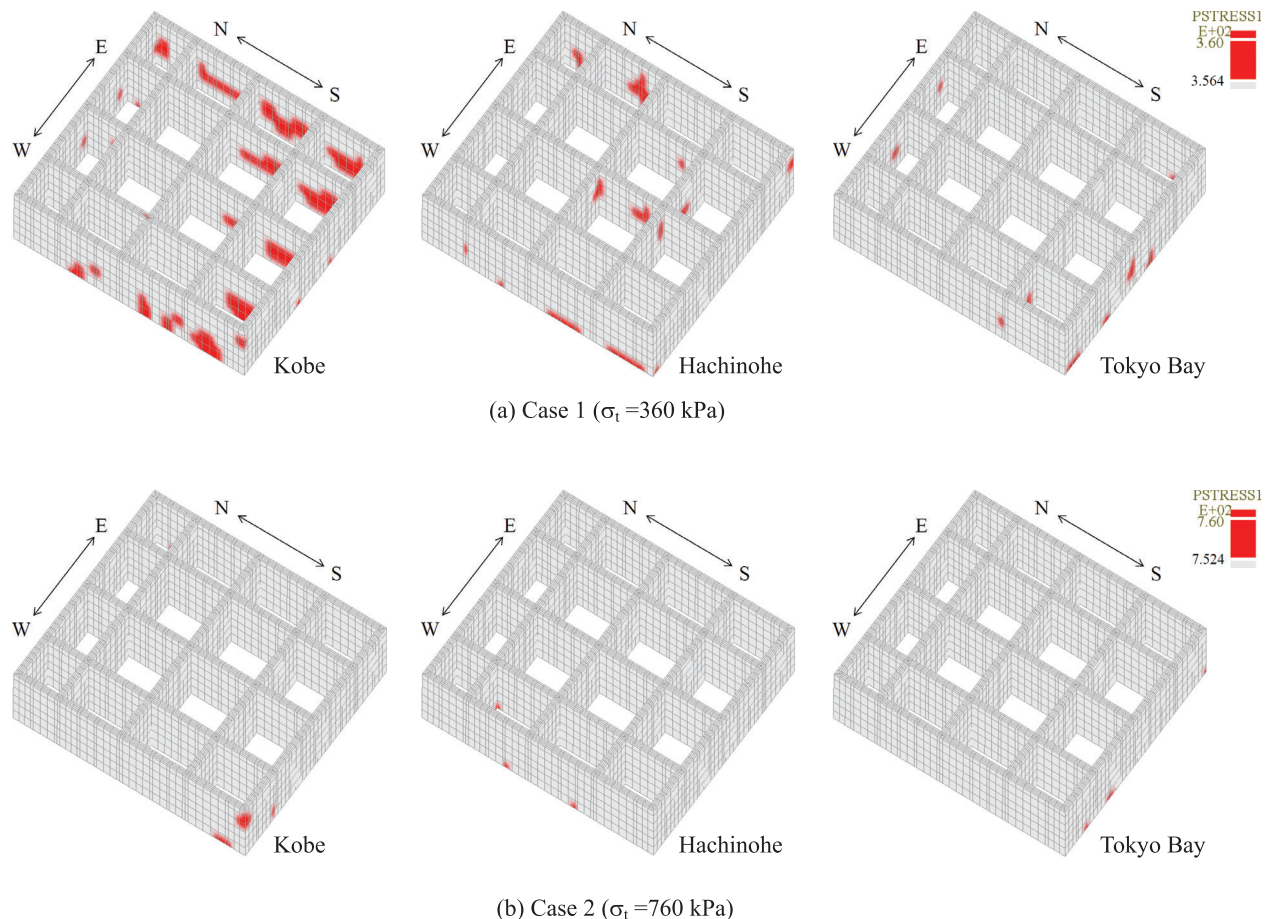 N
E
S
W
Kobe
N
E
S
W
Hachinohe
N
E
S
W
Tokyo Bay
PSTRESS1
E+02
3.60
3.564
(a) Case 1 (σt =360 kPa)
N
E
S
W
Kobe
N
E
S
W
Hachinohe
N
E
S
W
Tokyo Bay
PSTRESS1
E+02
7.60
7.524
(b) Case 2 (σt =760 kPa)